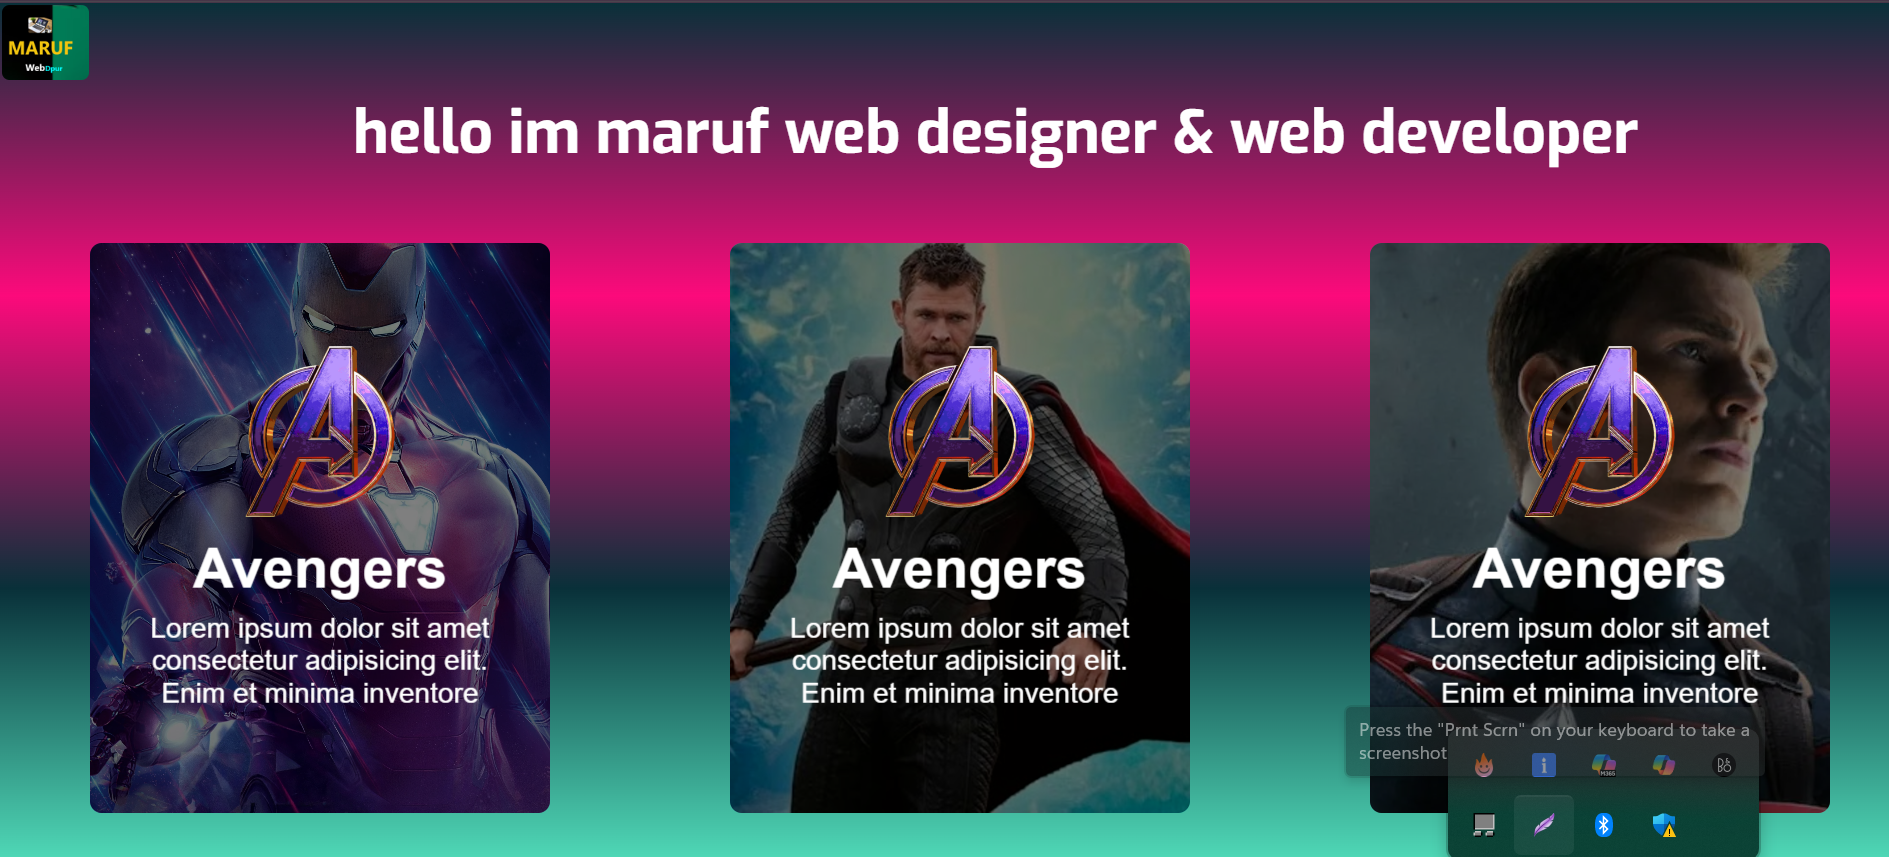 MARUF
WebDpur
hello im maruf web designer & web developer
Avengers
Lorem ipsum dolor sit amet
consectetur adipisicing elit.
Enim et minima inventore
Avengers
Lorem ipsum dolor sit amet
consectetur adipisicing elit.
Enim et minima inventore
Avengers
Lorem ipsum dolor sit amet
consectetur adipisicing elit.
Enim et minima inventore
Press the "Prnt Scrn" on your keyboard to take a
screenshot
M365